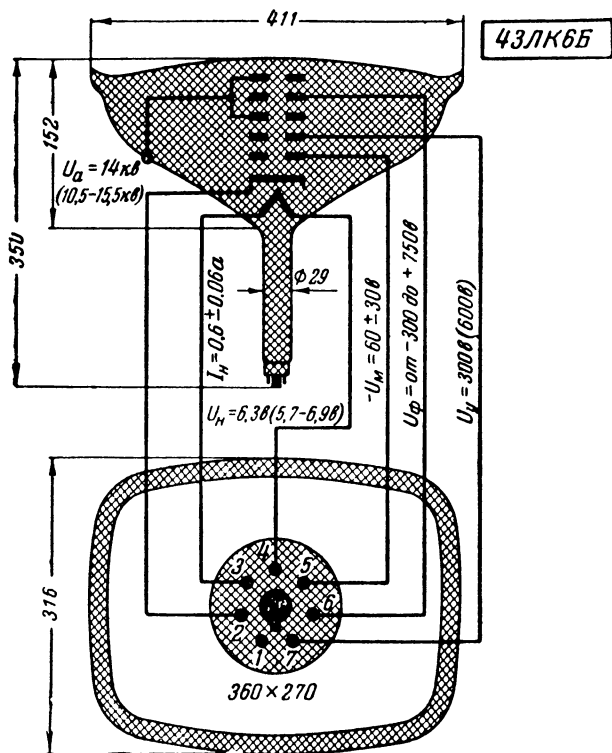 411
43ЛК6Б
152
350
Uа = 14 кв
(10,5-15,5кв)
Ф 29
Iн = 0,6 ± 0,06а
-Uм = 60 ± 30в
Uф = от -300 до + 750в
Uу = 300в (600в)
Uн = 6,3в (5,7-6,9в)
316
4
3
5
2
6
1
7
360 × 270